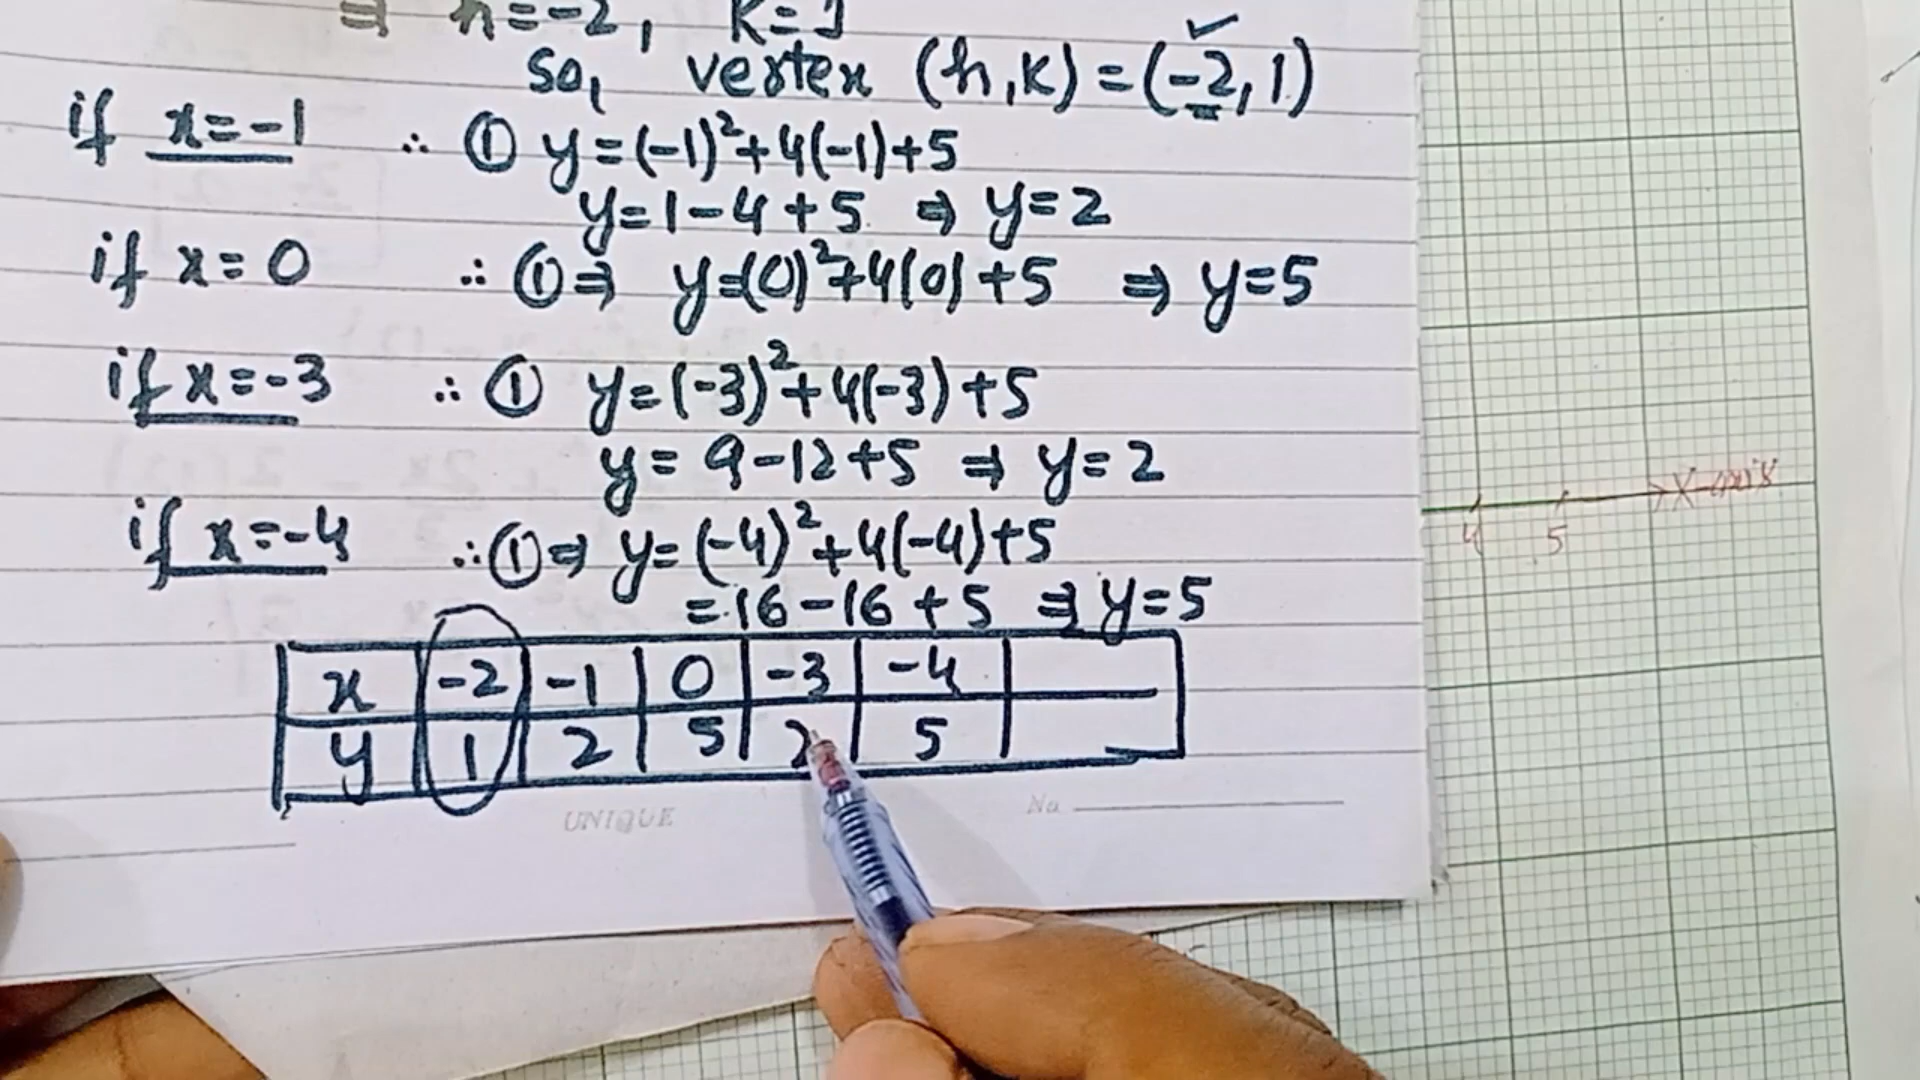 ⇒ h=-2, K=1
So, vertex (h,K)=(-2,1)
if x=-1 ∴ ① y=(-1)²+4(-1)+5
y=1-4+5 ⇒ y=2
if x=0 ∴ ①⇒ y=(0)²+4(0)+5 ⇒ y=5
if x=-3 ∴ ① y=(-3)²+4(-3)+5
y=9-12+5 ⇒ y=2
if x=-4 ∴ ①⇒ y=(-4)²+4(-4)+5
=16-16+5 ⇒ y=5
x -2 -1 0 -3 -4
y 1 2 5 2 5
UNIQUE No
4 5 X-axis